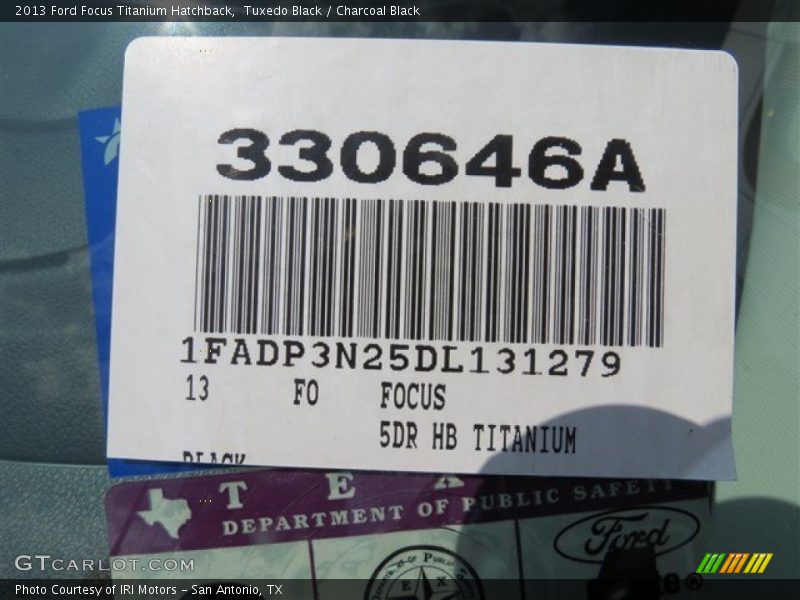 2013 Ford Focus Titanium Hatchback,  Tuxedo Black / Charcoal Black
330646A
1FADP3N25DL131279
13 FO FOCUS
5DR HB TITANIUM
BLACK
T E X
DEPARTMENT OF PUBLIC SAFETY
Ford
E X
GTCARLOT.COM
Photo Courtesy of IRI Motors – San Antonio, TX